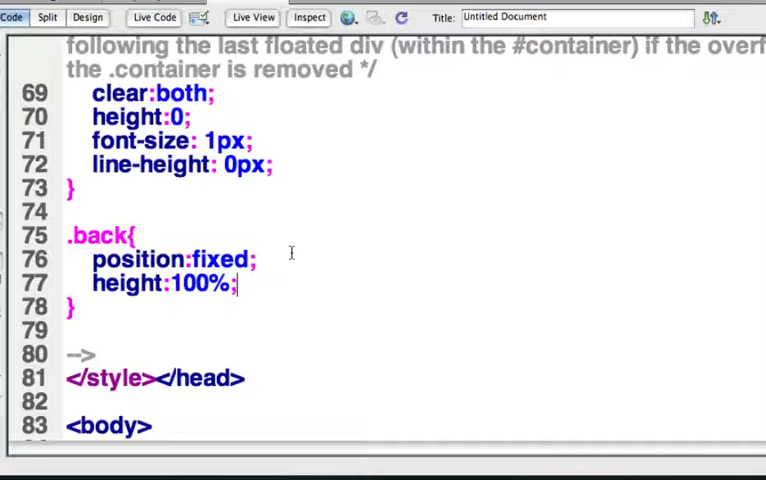 Code Split Design Live Code Live View Inspect Title: Untitled Document
following the last floated div (within the #container) if the overf
the .container is removed */
69 clear:both;
70 height:0;
71 font-size: 1px;
72 line-height: 0px;
73 }
74
75 .back{
76 position:fixed;
77 height:100%;
78 }
79
80 -->
81 </style></head>
82
83 <body>